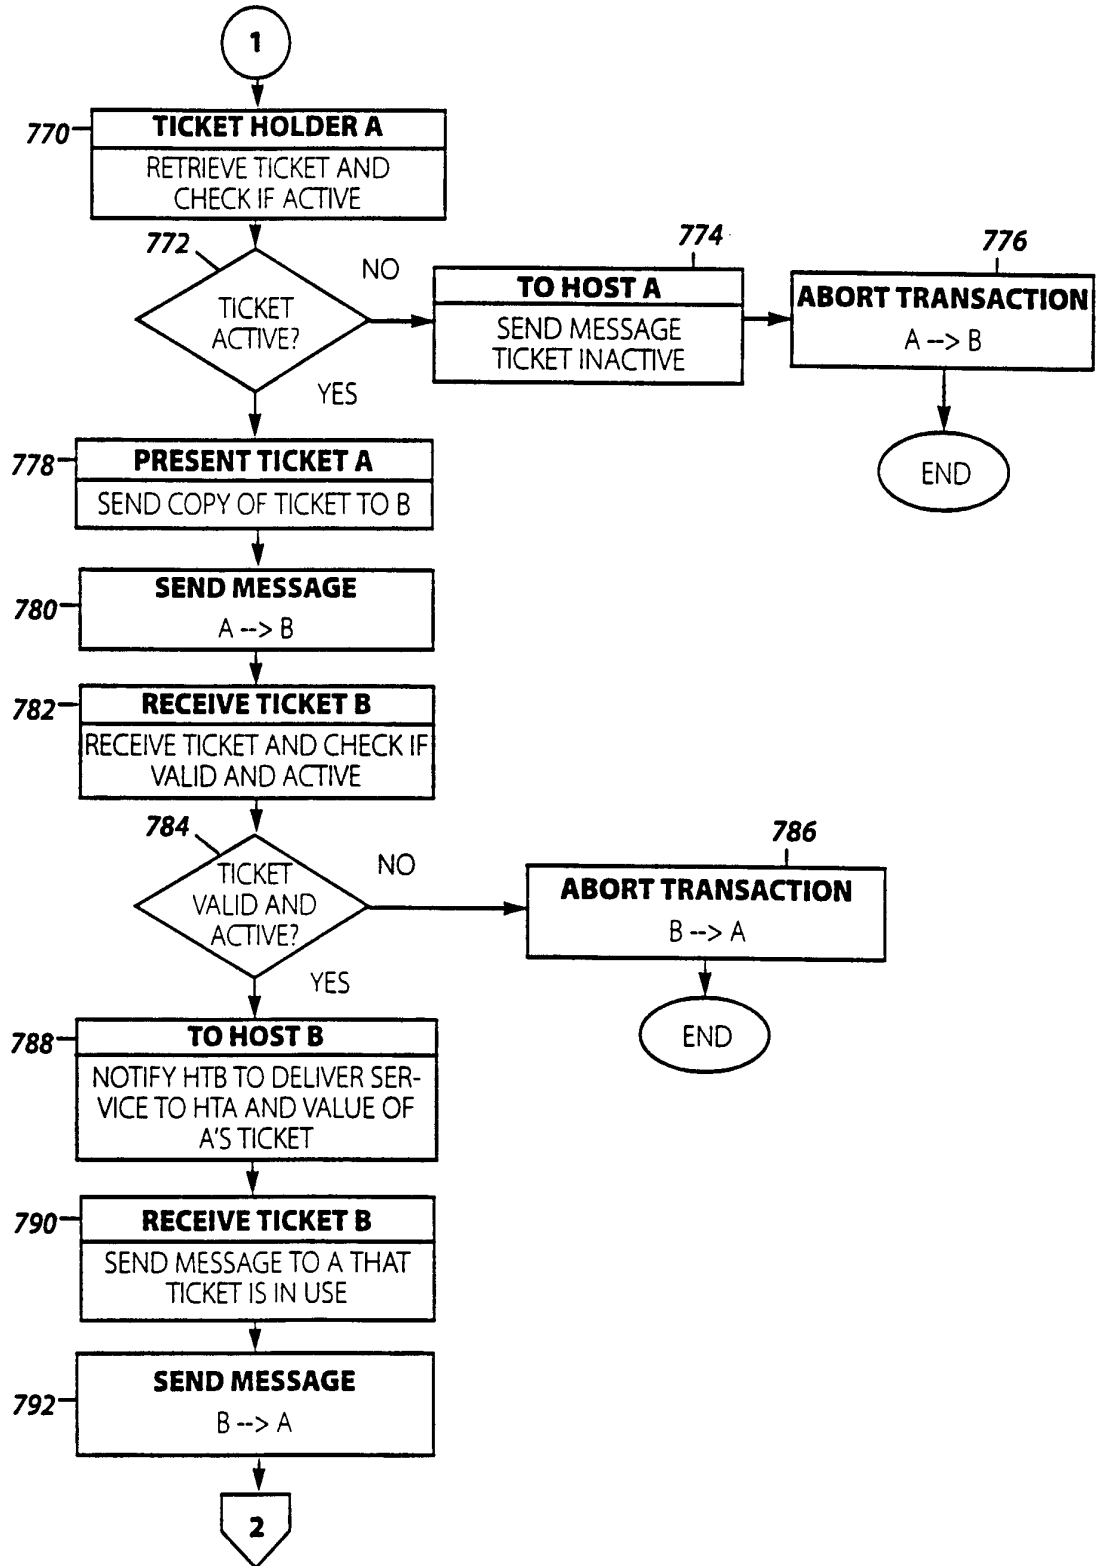 1
770
TICKET HOLDER A
RETRIEVE TICKET AND
CHECK IF ACTIVE
772
TICKET
ACTIVE?
NO
YES
774
TO HOST A
SEND MESSAGE
TICKET INACTIVE
776
ABORT TRANSACTION
A --> B
END
778
PRESENT TICKET A
SEND COPY OF TICKET TO B
780
SEND MESSAGE
A --> B
782
RECEIVE TICKET B
RECEIVE TICKET AND CHECK IF
VALID AND ACTIVE
784
TICKET
VALID AND
ACTIVE?
NO
YES
786
ABORT TRANSACTION
B --> A
END
788
TO HOST B
NOTIFY HTB TO DELIVER SER-
VICE TO HTA AND VALUE OF
A'S TICKET
790
RECEIVE TICKET B
SEND MESSAGE TO A THAT
TICKET IS IN USE
792
SEND MESSAGE
B --> A
2